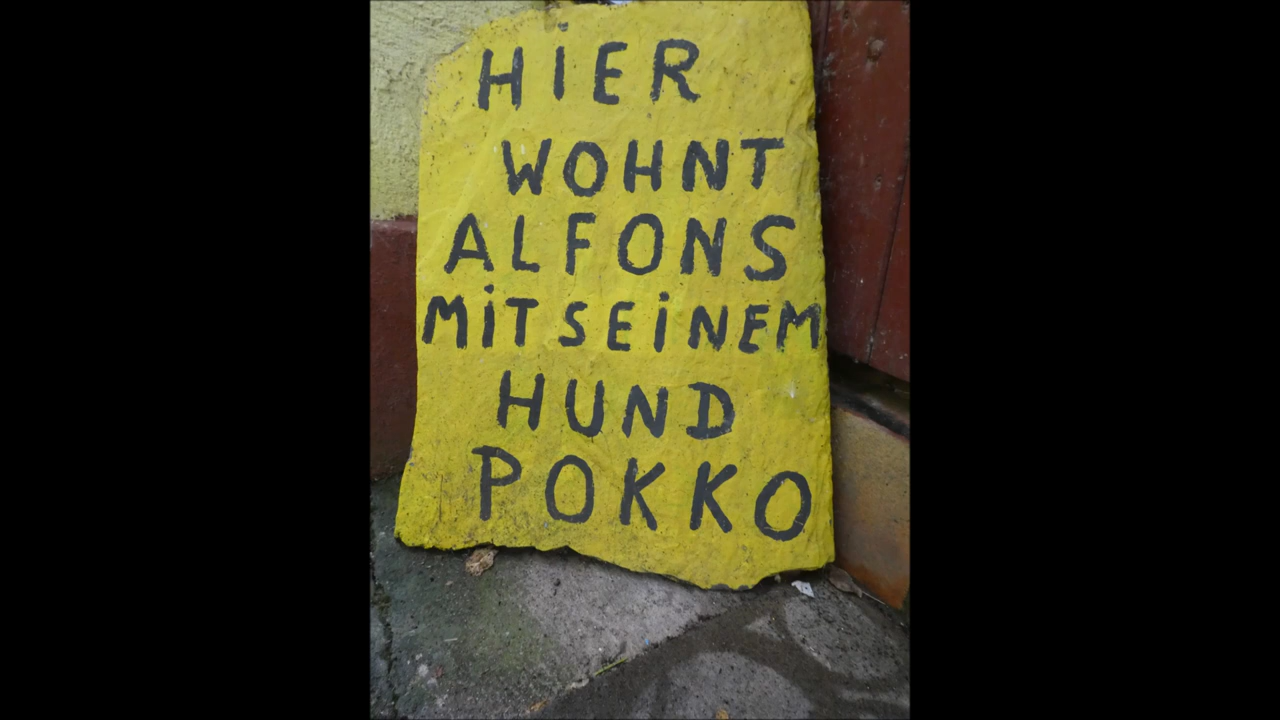 HiER
WOHNT
ALFONS
MiT SEiNEM
HUND
POKKO